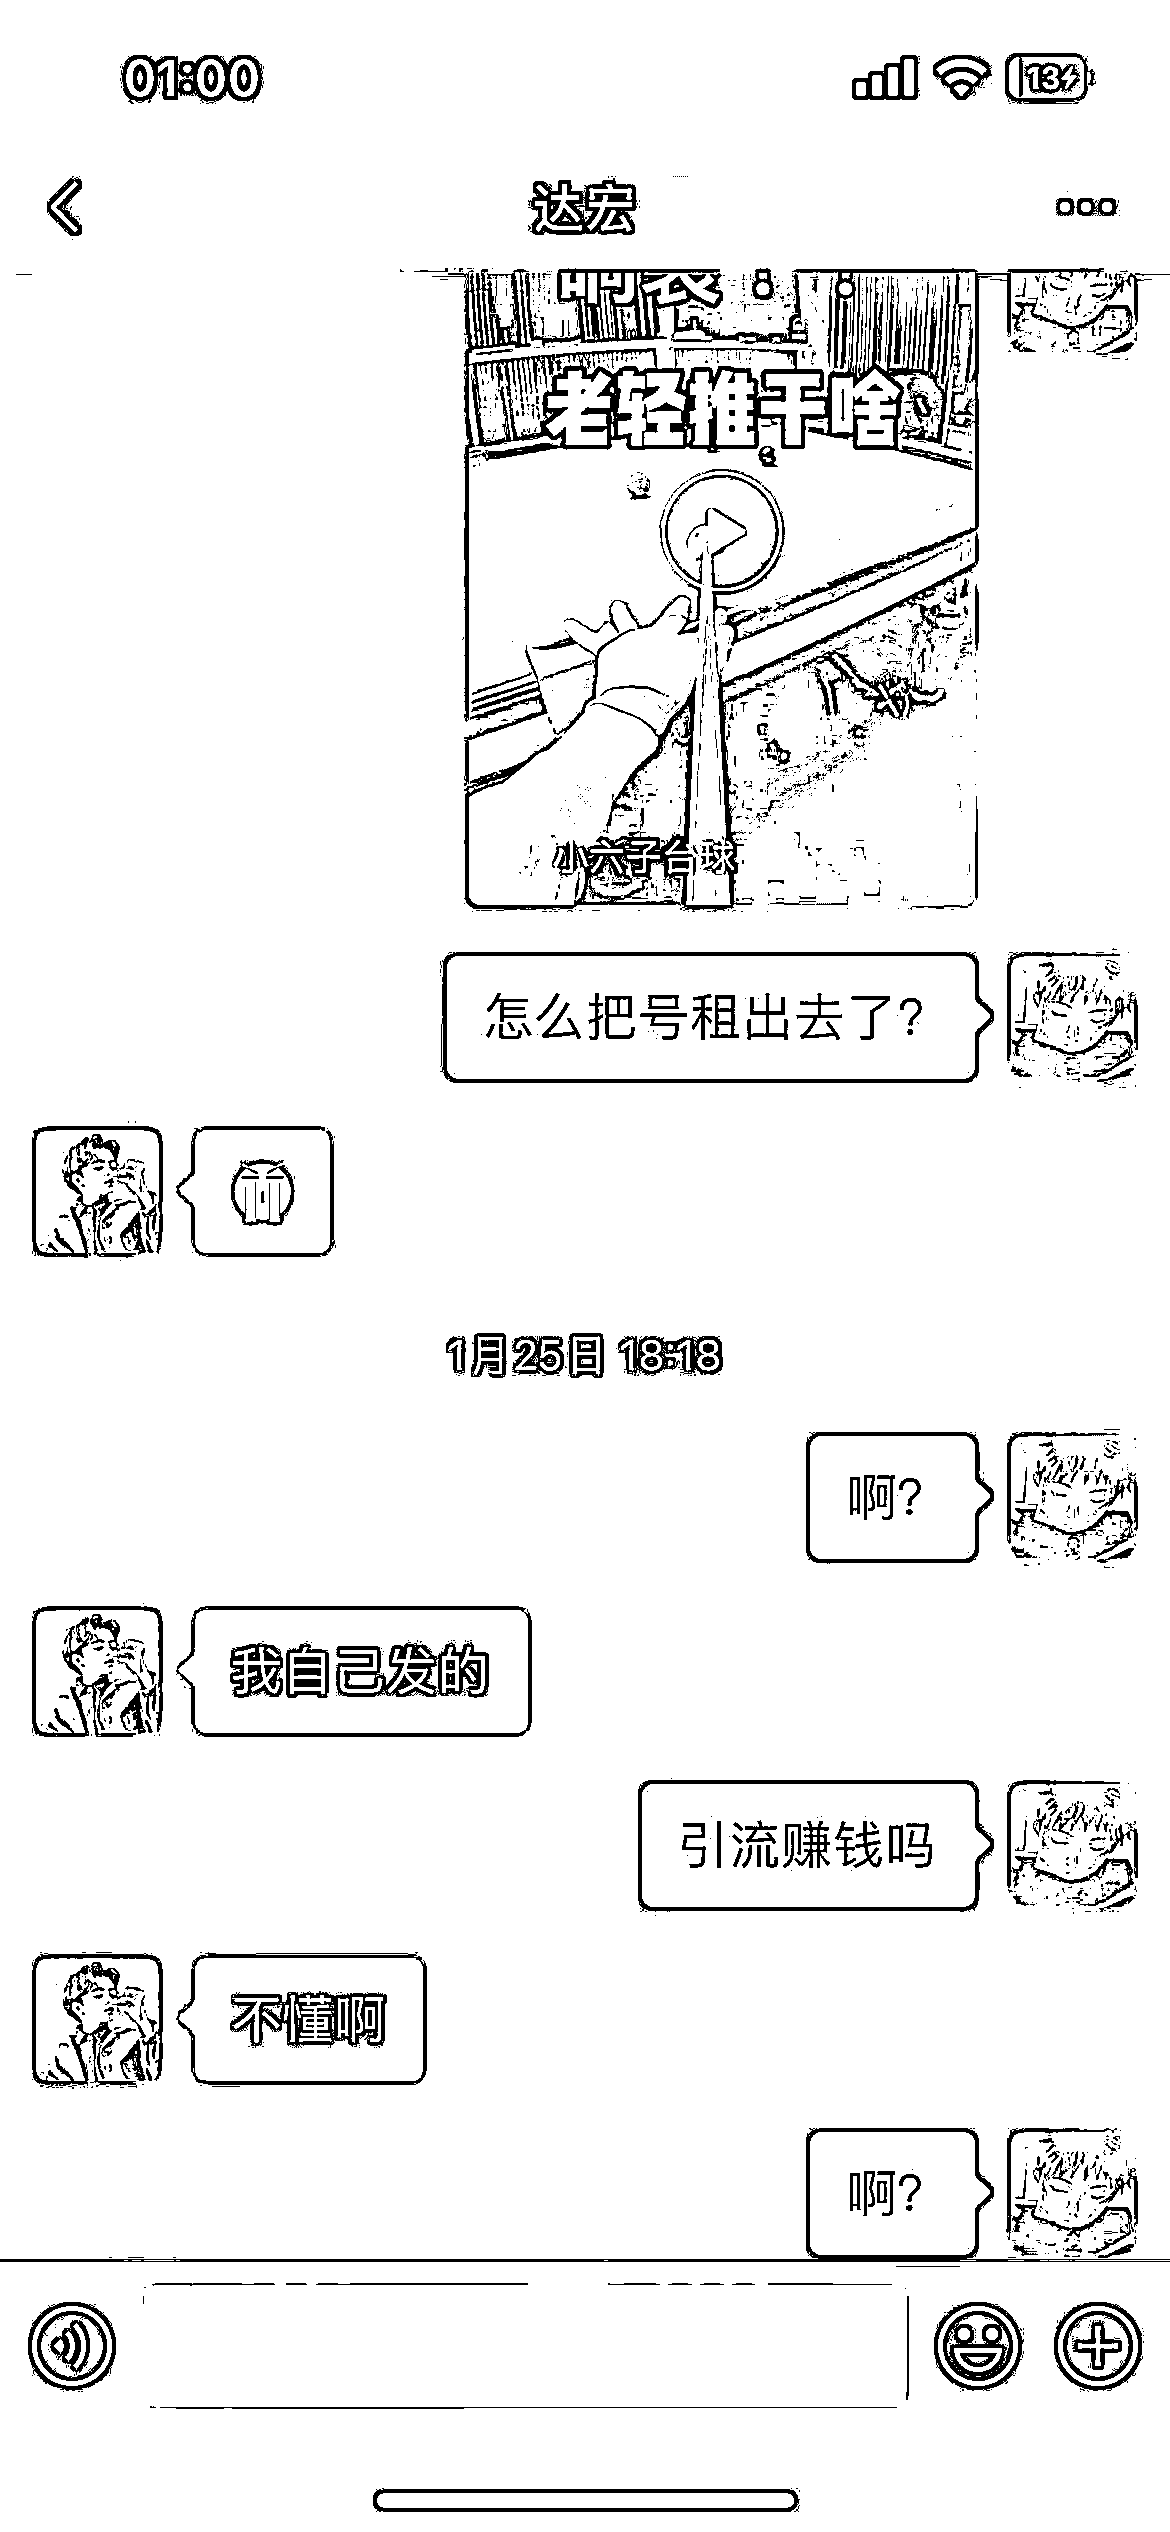 01:00
13
达宏
老轻推干啥
小六子台球
怎么把号租出去了?
1月25日 18:18
啊?
我自己发的
引流赚钱吗
不懂啊
啊?